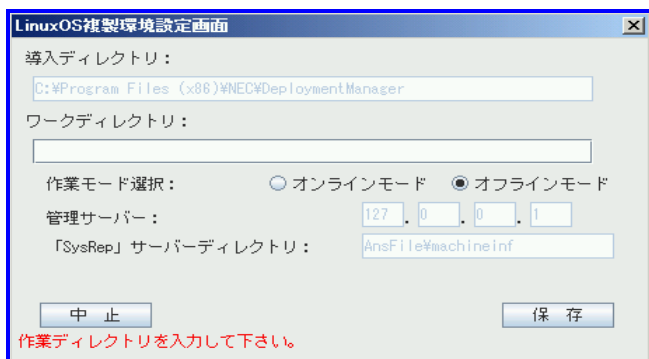 LinuxOS複製環境設定画面
導入ディレクトリ：
C:¥Program Files (x86)¥NEC¥DeploymentManager
ワークディレクトリ：
作業モード選択： オンラインモード オフラインモード
管理サーバー： 127 . 0 . 0 . 1
「SysRep」サーバーディレクトリ： AnsFile¥machineinf
中 止 保 存
作業ディレクトリを入力して下さい。